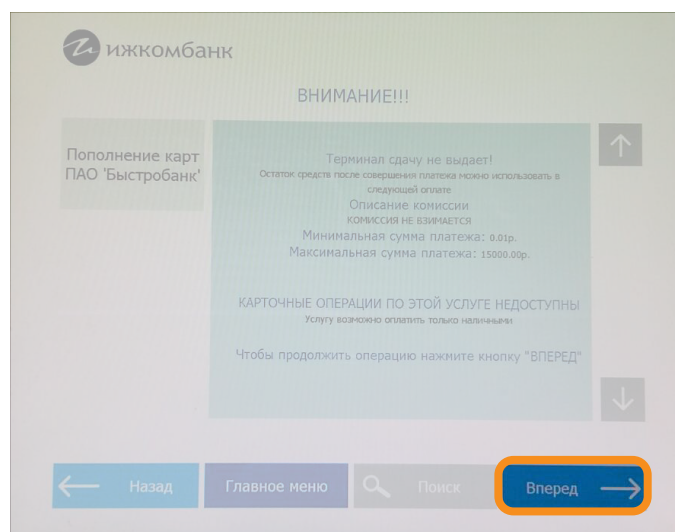 ижкомбанк
ВНИМАНИЕ!!!
Пополнение карт
ПАО 'Быстробанк'
Терминал сдачу не выдает!
Остаток средств после совершения платежа можно использовать в
следующей оплате
Описание комиссии
КОМИССИЯ НЕ ВЗИМАЕТСЯ
Минимальная сумма платежа: 0.01р.
Максимальная сумма платежа: 15000.00р.
КАРТОЧНЫЕ ОПЕРАЦИИ ПО ЭТОЙ УСЛУГЕ НЕДОСТУПНЫ
Услугу возможно оплатить только наличными
Чтобы продолжить операцию нажмите кнопку "ВПЕРЕД"
Назад
Главное меню
Поиск
Вперед